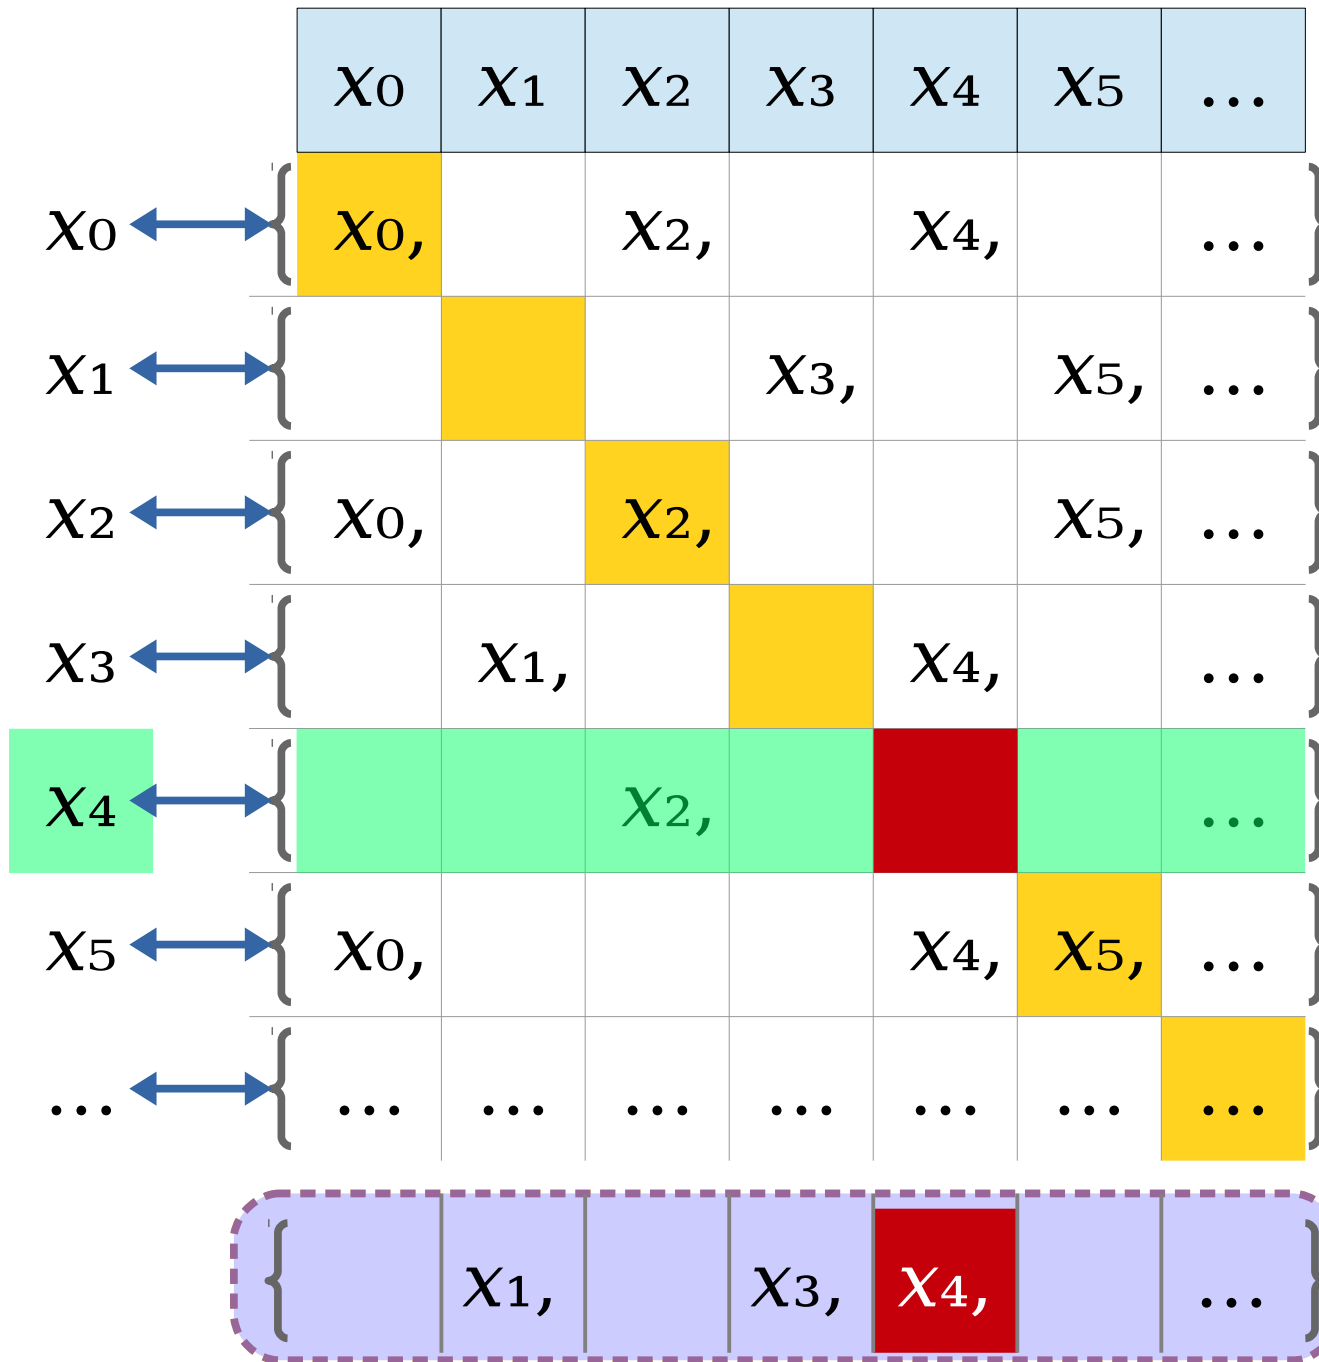 x₀ x₁ x₂ x₃ x₄ x₅ ...
x₀ { x₀, x₂, x₄, ... }
x₁ { x₃, x₅, ... }
x₂ { x₀, x₂, x₅, ... }
x₃ { x₁, x₄, ... }
x₄ { x₂, ... }
x₅ { x₀, x₄, x₅, ... }
... { ... ... ... ... ... ... ... }
{ x₁, x₃, x₄, ... }